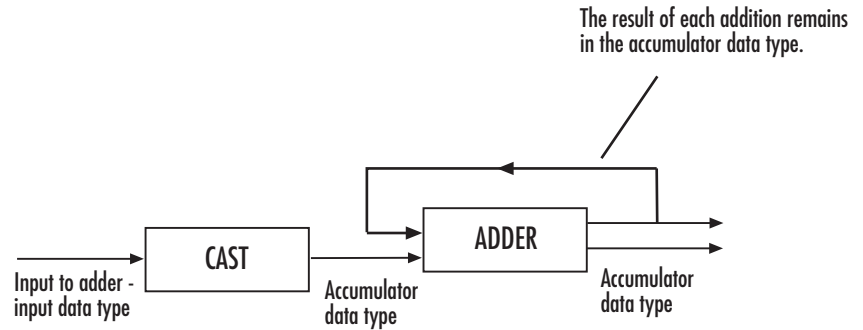 The result of each addition remains
in the accumulator data type.
CAST
ADDER
Input to adder -
input data type
Accumulator
data type
Accumulator
data type